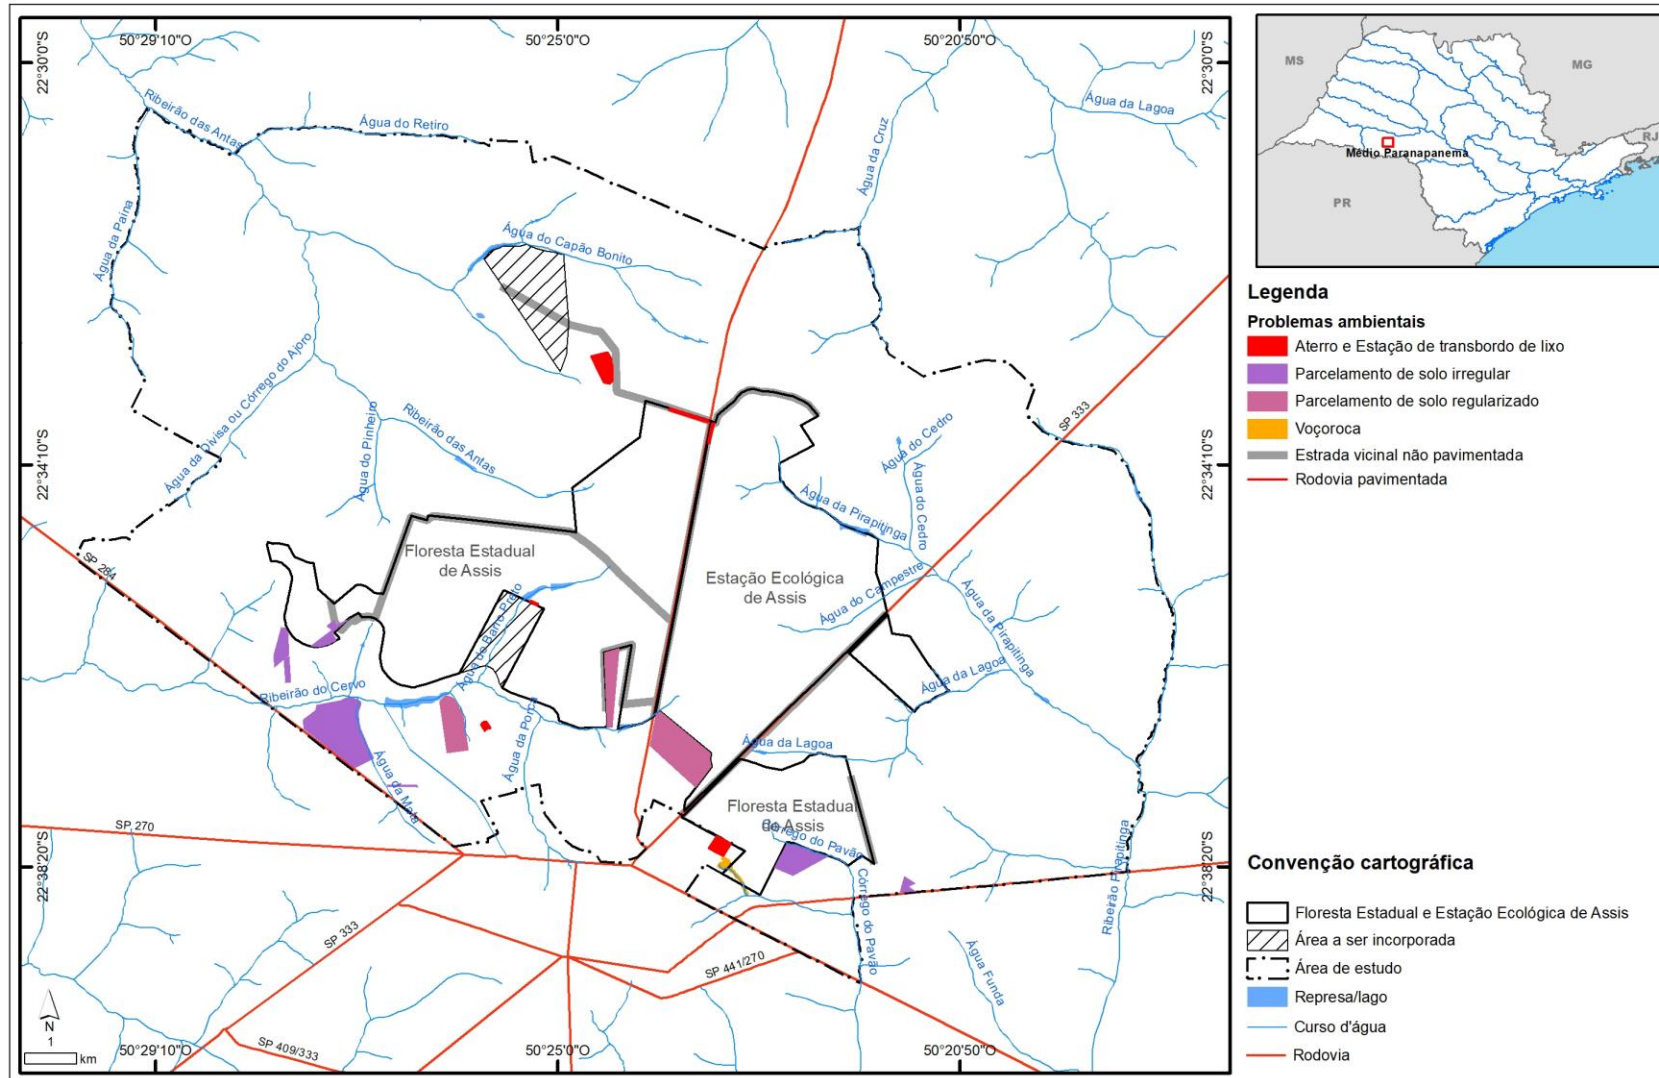 50°29'10"O
50°25'0"O
50°20'50"O
22°30'0"S
22°30'0"S
Ribeirão das Antas
Água do Retiro
Água da Cruz
Água da Lagoa
Água da Paina
Água do Capão Bonito
SP 333
Água da Divisa ou Córrego do Ajoro
Água do Pinheiro
Ribeirão das Antas
Água do Cedro
Água do Cedro
22°34'10"S
22°34'10"S
Água da Pirapitinga
Floresta Estadual
de Assis
Estação Ecológica
de Assis
SP 284
Água do Barro Preto
Água do Campestre
Água da Pirapitinga
Água da Lagoa
Ribeirão do Cervo
Água da Porca
Água da Lagoa
Água da Mata
Floresta Estadual
de Assis
Córrego do Pavão
SP 270
22°38'20"S
22°38'20"S
Ribeirão Pirapitinga
Córrego do Pavão
SP 333
SP 441/270
Água Funda
SP 409/333
N
1
km
50°29'10"O
50°25'0"O
50°20'50"O
MS
MG
RJ
Médio Paranapanema
PR
Legenda
Problemas ambientais
Aterro e Estação de transbordo de lixo
Parcelamento de solo irregular
Parcelamento de solo regularizado
Voçoroca
Estrada vicinal não pavimentada
Rodovia pavimentada
Convenção cartográfica
Floresta Estadual e Estação Ecológica de Assis
Área a ser incorporada
Área de estudo
Represa/lago
Curso d'água
Rodovia